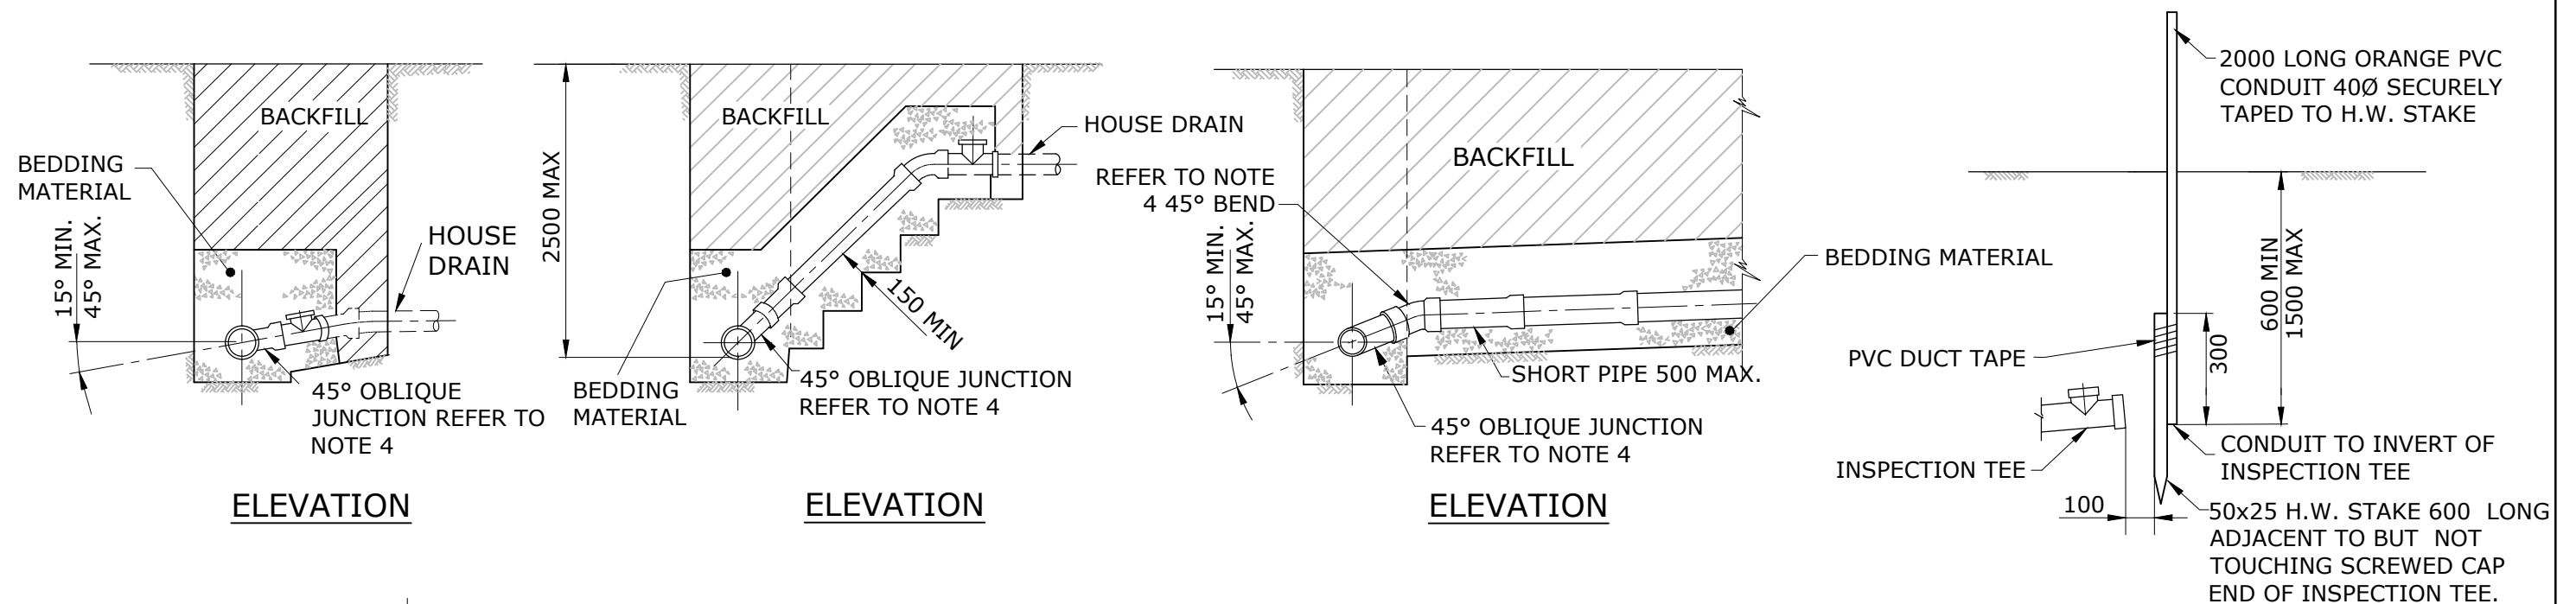 BACKFILL
BEDDING
MATERIAL
15° MIN.
45° MAX.
HOUSE
DRAIN
45° OBLIQUE
JUNCTION REFER TO
NOTE 4
ELEVATION
2500 MAX
BACKFILL
HOUSE DRAIN
150 MIN
BEDDING
MATERIAL
45° OBLIQUE JUNCTION
REFER TO NOTE 4
ELEVATION
BACKFILL
REFER TO NOTE
4 45° BEND
15° MIN.
45° MAX.
BEDDING MATERIAL
SHORT PIPE 500 MAX.
45° OBLIQUE JUNCTION
REFER TO NOTE 4
ELEVATION
2000 LONG ORANGE PVC
CONDUIT 40Ø SECURELY
TAPED TO H.W. STAKE
600 MIN
1500 MAX
300
PVC DUCT TAPE
INSPECTION TEE
CONDUIT TO INVERT OF
INSPECTION TEE
100
50x25 H.W. STAKE 600 LONG
ADJACENT TO BUT NOT
TOUCHING SCREWED CAP
END OF INSPECTION TEE.